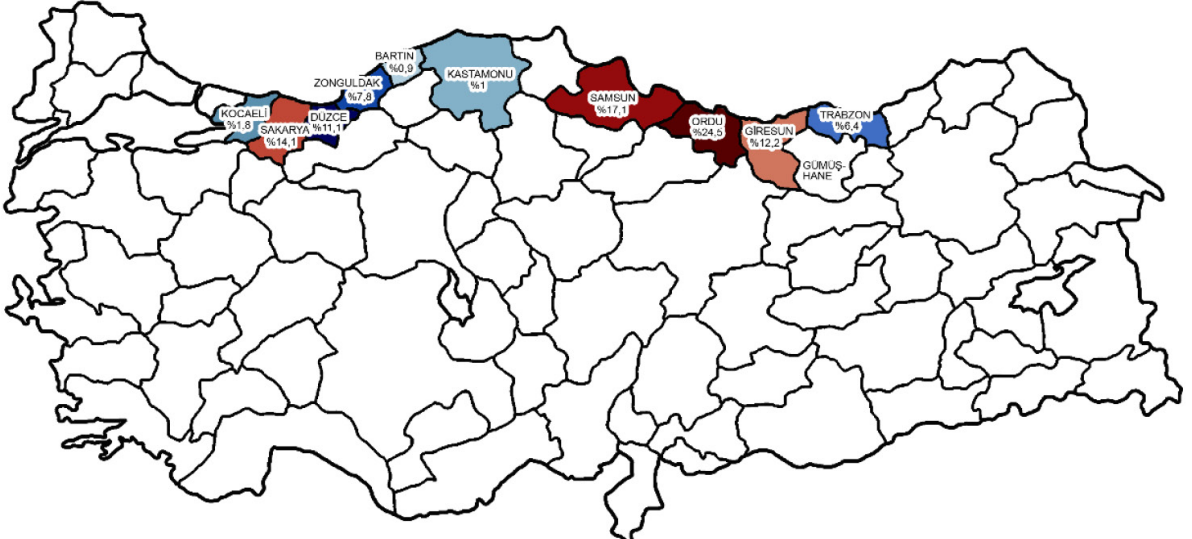 BARTIN
%0,9
ZONGULDAK
%7,8
KASTAMONU
%1
KOCAELİ
%1,8
SAKARYA
%14,1
DÜZCE
%11,1
SAMSUN
%17,1
ORDU
%24,5
GİRESUN
%12,2
TRABZON
%6,4
GÜMÜŞ-
HANE